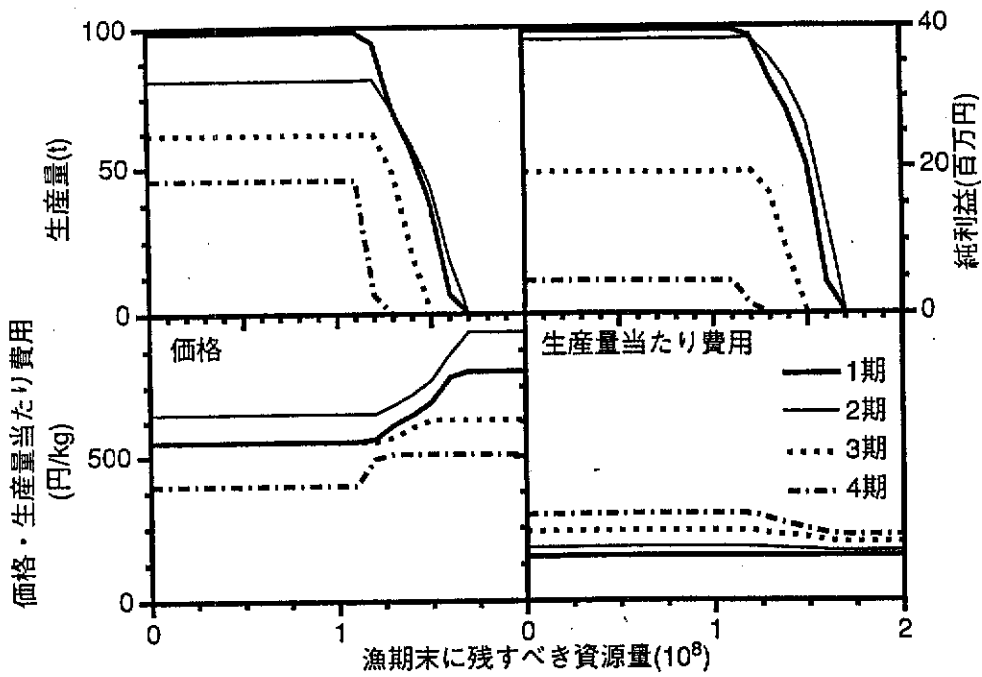 100
50
0
生産量(t)
40
20
0
純利益(百万円)
価格
生産量当たり費用
1期
2期
3期
4期
500
0
価格・生産量当たり費用
(円/kg)
0
1
0
1
2
漁期末に残すべき資源量(10⁸)